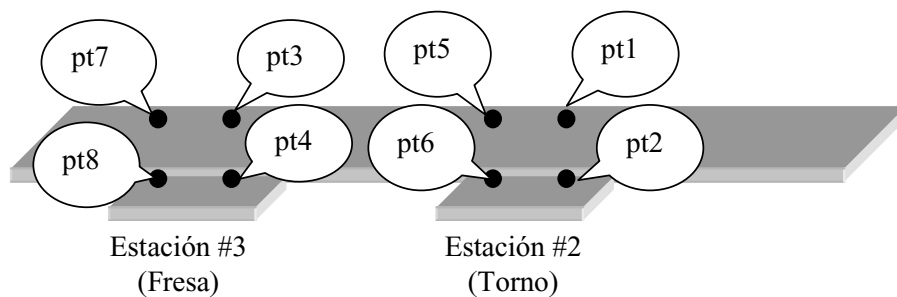 pt7
pt3
pt5
pt1
pt8
pt4
pt6
pt2
Estación #3
(Fresa)
Estación #2
(Torno)